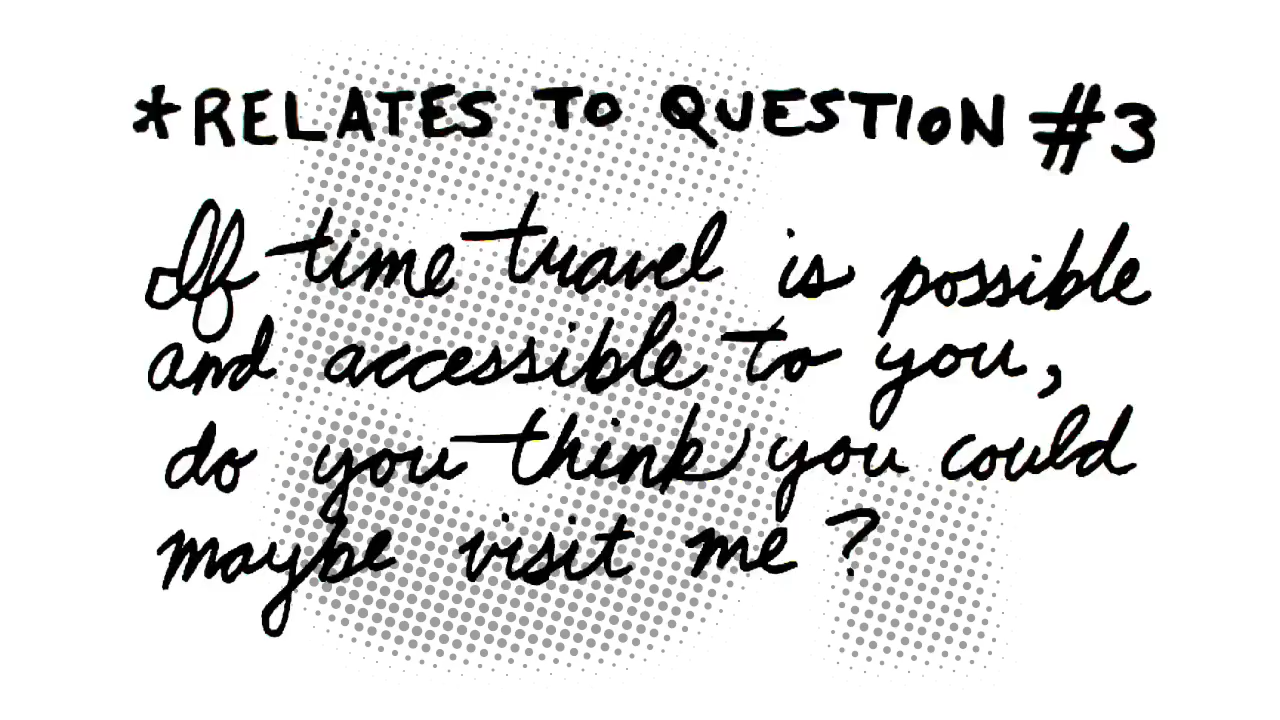 *RELATES TO QUESTION #3
If time travel is possible
and accessible to you,
do you think you could
maybe visit me?